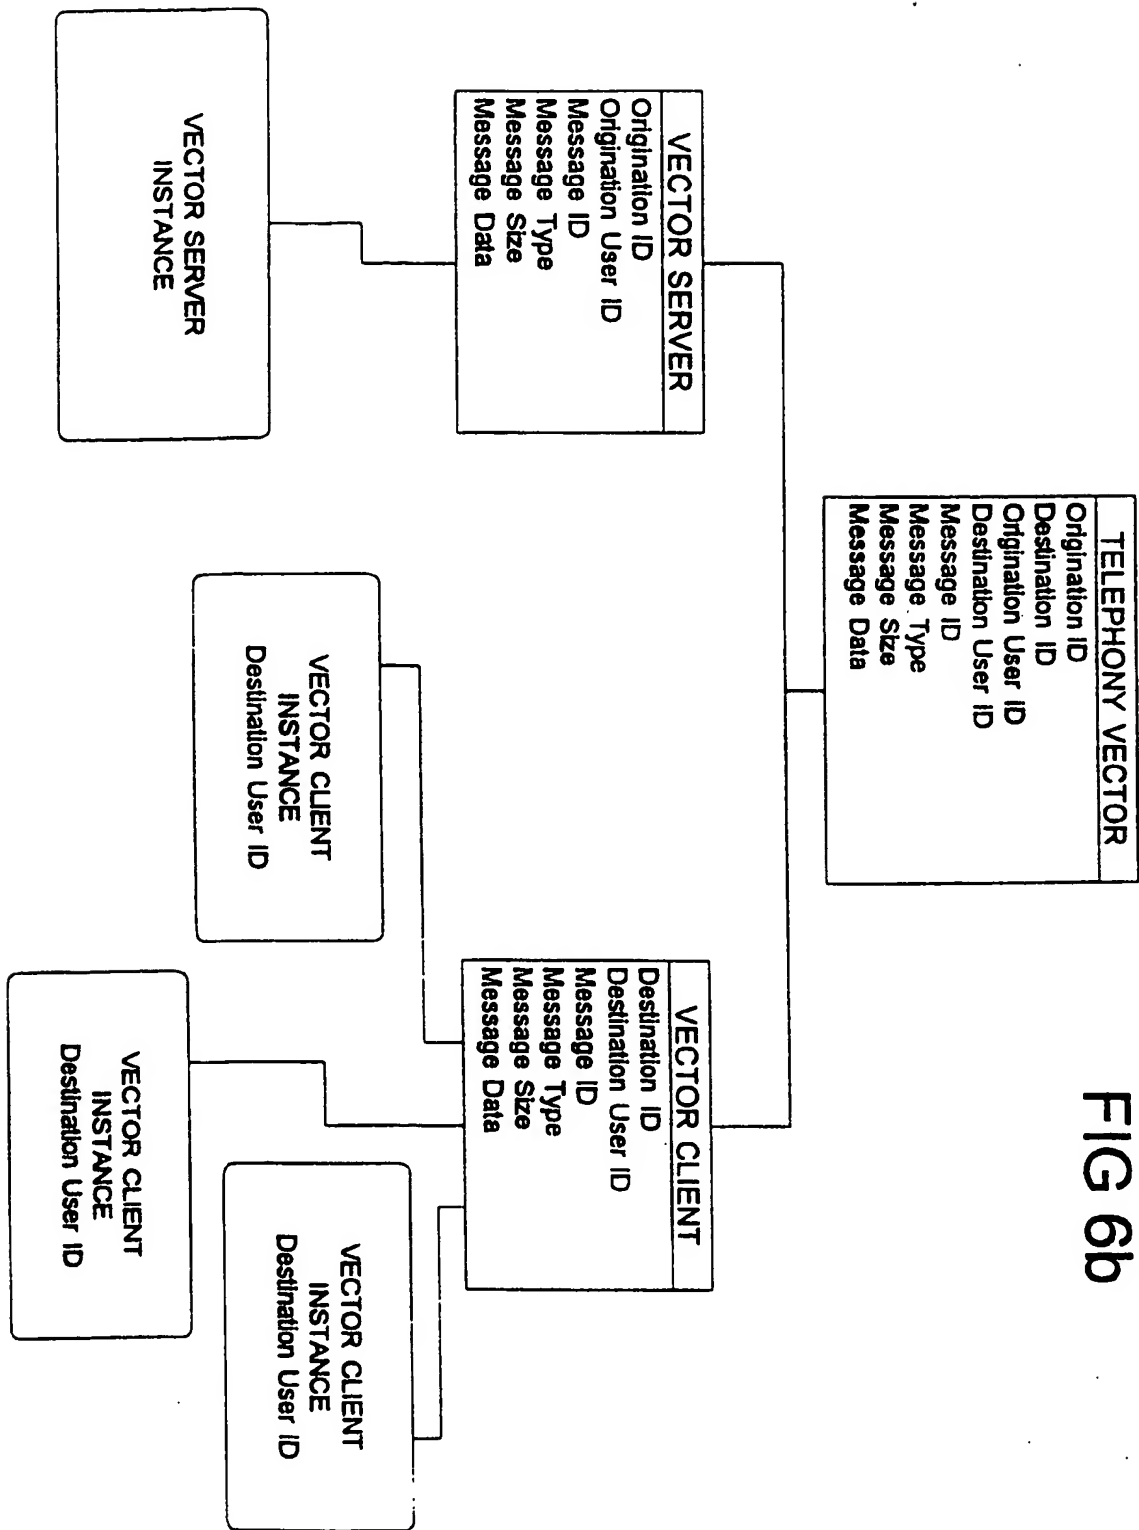 FIG 6b
TELEPHONY VECTOR
Origination ID
Destination ID
Origination User ID
Destination User ID
Message ID
Message Type
Message Size
Message Data
VECTOR SERVER
Origination ID
Origination User ID
Message ID
Message Type
Message Size
Message Data
VECTOR CLIENT
Destination ID
Destination User ID
Message ID
Message Type
Message Size
Message Data
VECTOR SERVER
INSTANCE
VECTOR CLIENT
INSTANCE
Destination User ID
VECTOR CLIENT
INSTANCE
Destination User ID
VECTOR CLIENT
INSTANCE
Destination User ID